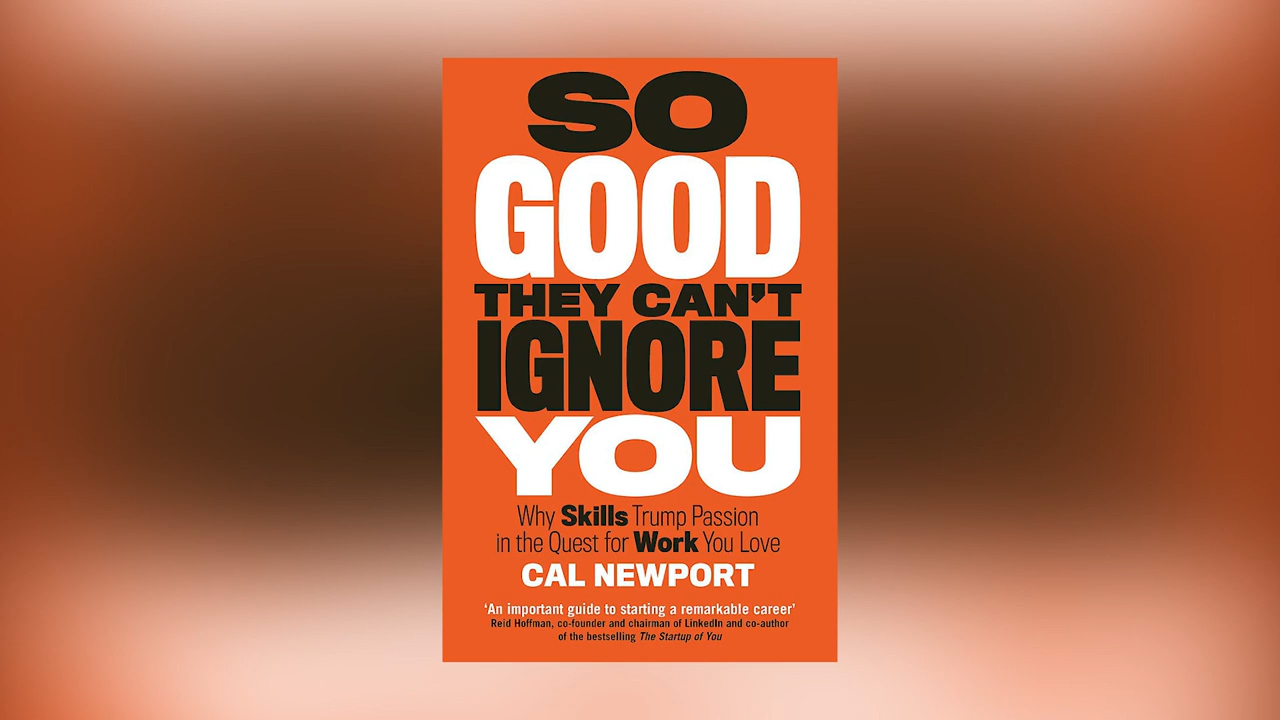 SO
GOOD
THEY CAN'T
IGNORE
YOU
Why Skills Trump Passion
in the Quest for Work You Love
CAL NEWPORT
‘An important guide to starting a remarkable career’
Reid Hoffman, co-founder and chairman of LinkedIn and co-author
of the bestselling The Startup of You